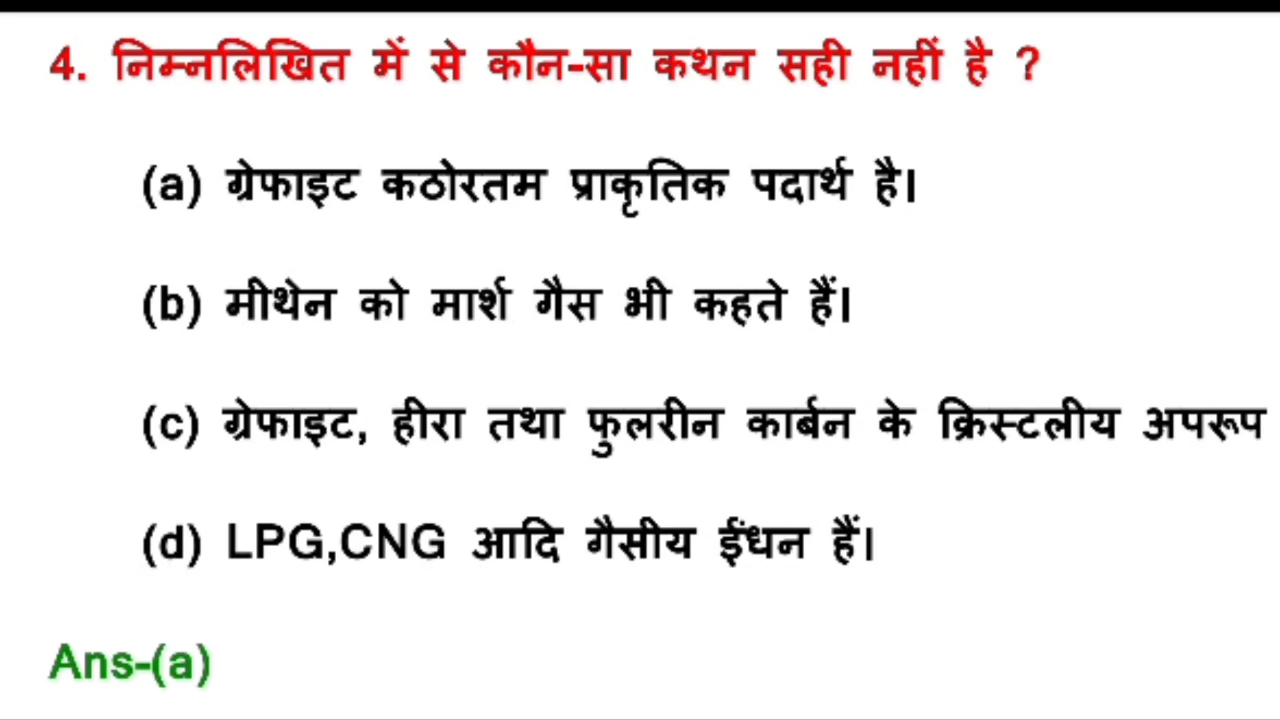 4. निम्नलिखित में से कौन-सा कथन सही नहीं है ?
(a) ग्रेफाइट कठोरतम प्राकृतिक पदार्थ है।
(b) मीथेन को मार्श गैस भी कहते हैं।
(c) ग्रेफाइट, हीरा तथा फुलरीन कार्बन के क्रिस्टलीय अपरूप
(d) LPG,CNG आदि गैसीय ईंधन हैं।
Ans-(a)